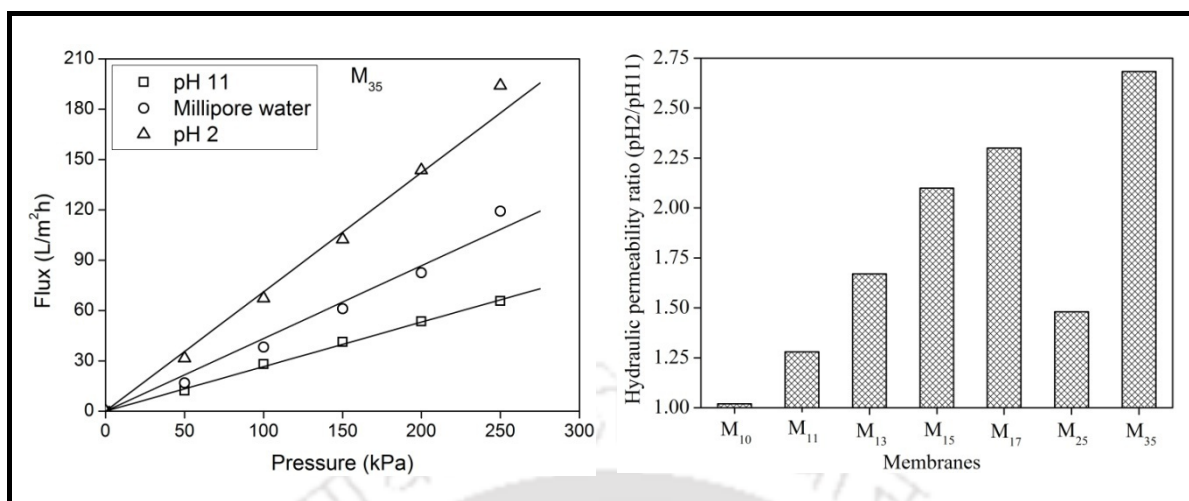 210
180
150
120
90
60
30
0
Flux (L/m²h)
pH 11
Millipore water
pH 2
M₃₅
0 50 100 150 200 250 300
Pressure (kPa)
2.75
2.50
2.25
2.00
1.75
1.50
1.25
1.00
Hydraulic permeability ratio (pH2/pH11)
M₁₀ M₁₁ M₁₃ M₁₅ M₁₇ M₂₅ M₃₅
Membranes